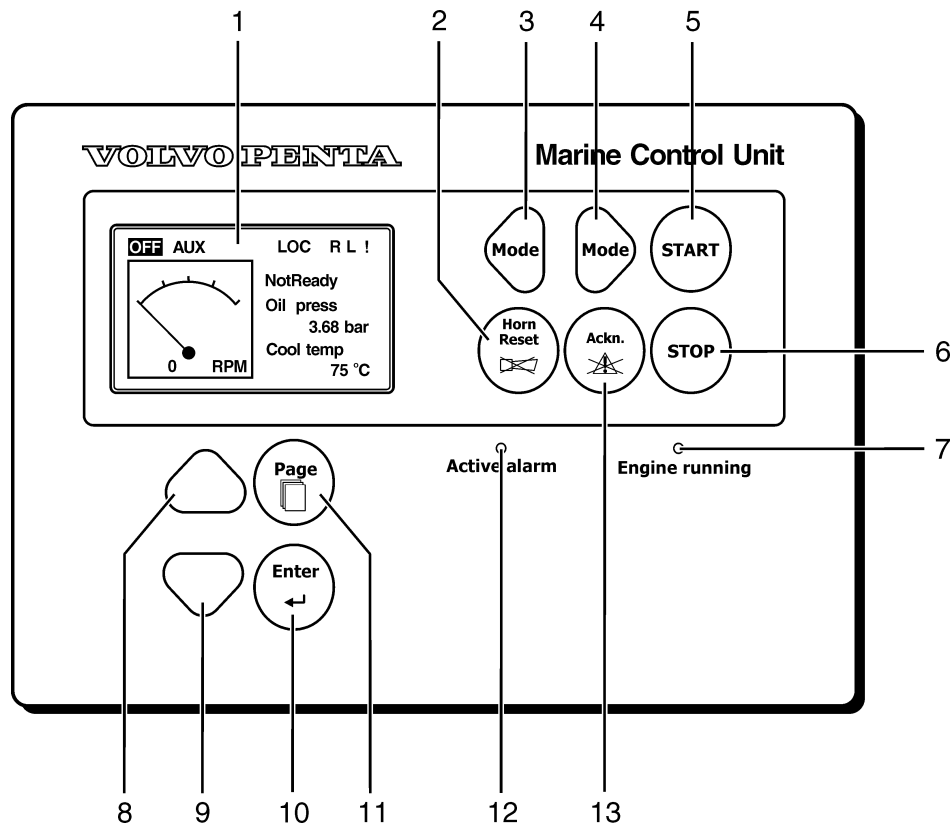 1 2 3 4 5
VOLVO PENTA
Marine Control Unit
OFF AUX LOC R L !
NotReady
Oil press
3.68 bar
Cool temp
75 °C
0 RPM
Mode
Mode
START
Horn
Reset
Ackn.
STOP
6
7
Active alarm
Engine running
Page
Enter
8 9 10 11 12 13